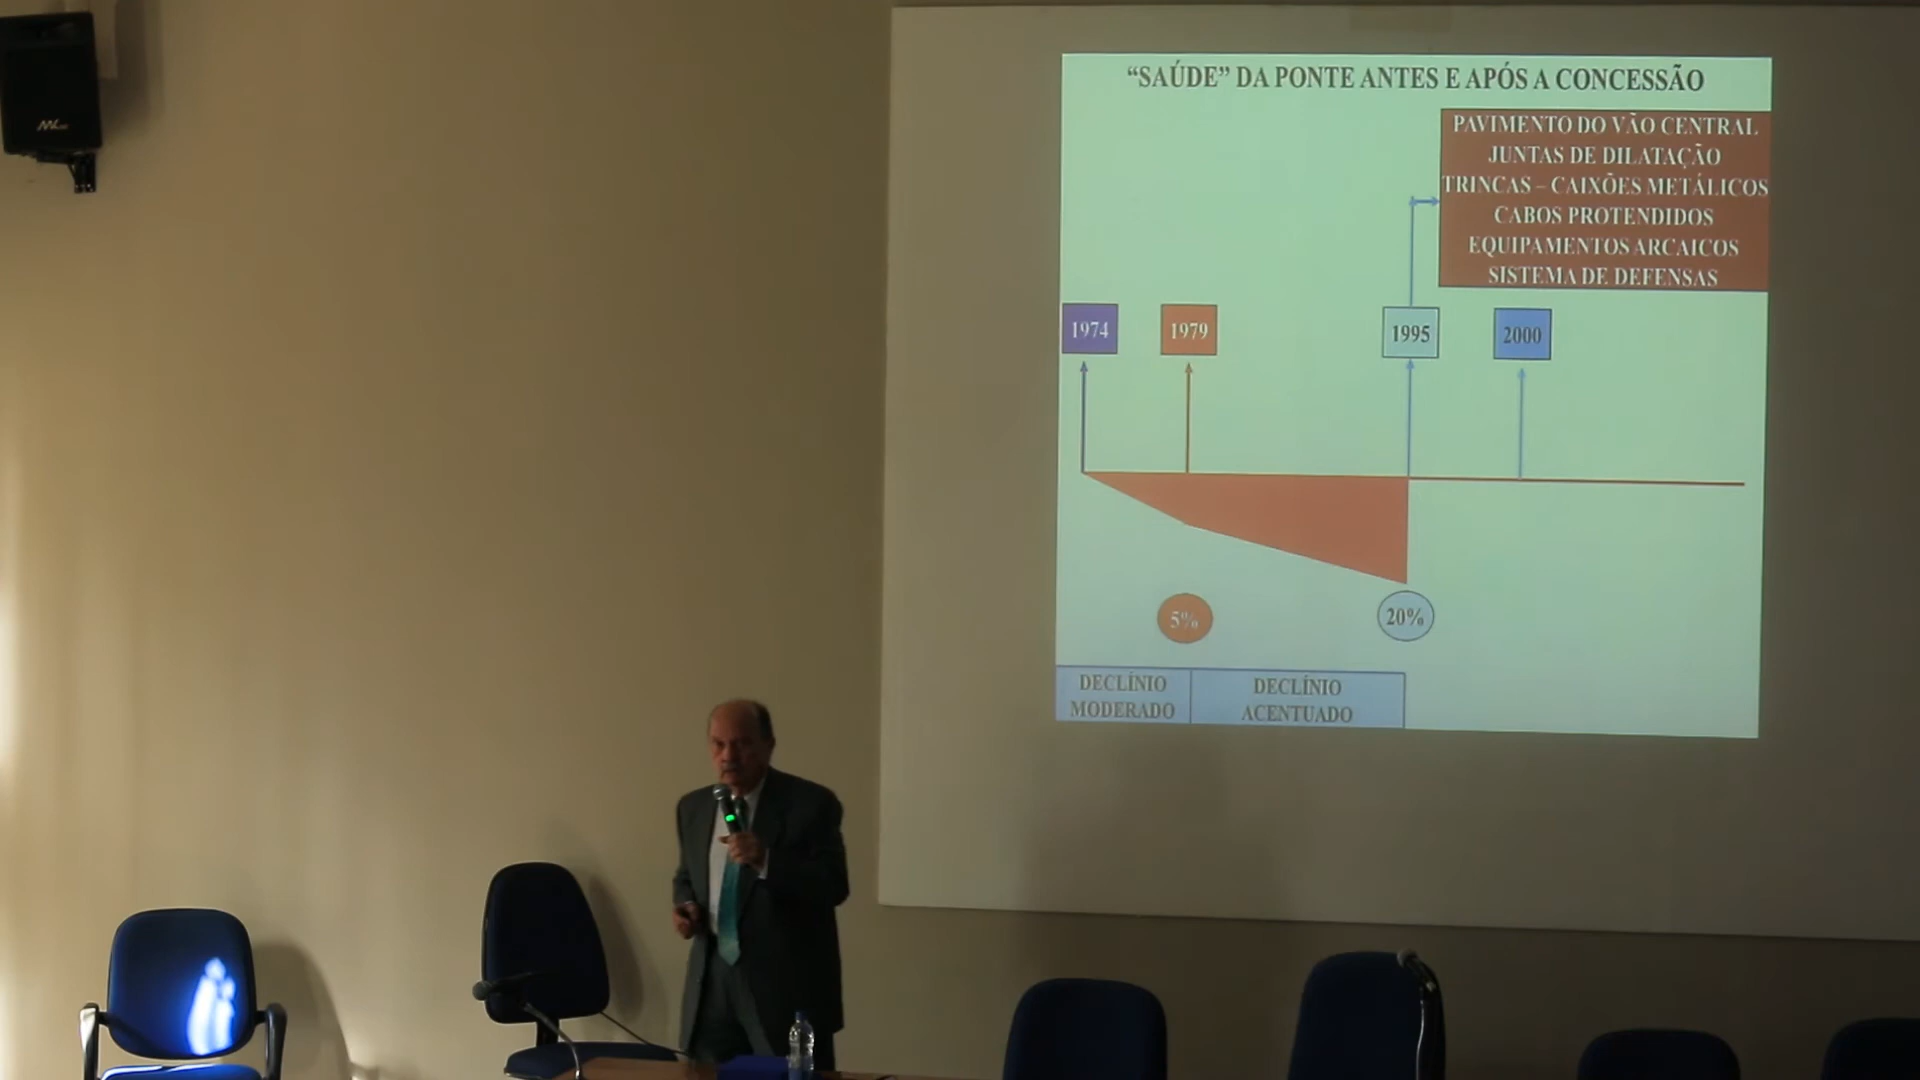 “SAÚDE” DA PONTE ANTES E APÓS A CONCESSÃO
PAVIMENTO DO VÃO CENTRAL
JUNTAS DE DILATAÇÃO
TRINCAS – CAIXÕES METÁLICOS
CABOS PROTENDIDOS
EQUIPAMENTOS ARCAICOS
SISTEMA DE DEFENSAS
1974
1979
1995
2000
5%
20%
DECLÍNIO
MODERADO
DECLÍNIO
ACENTUADO